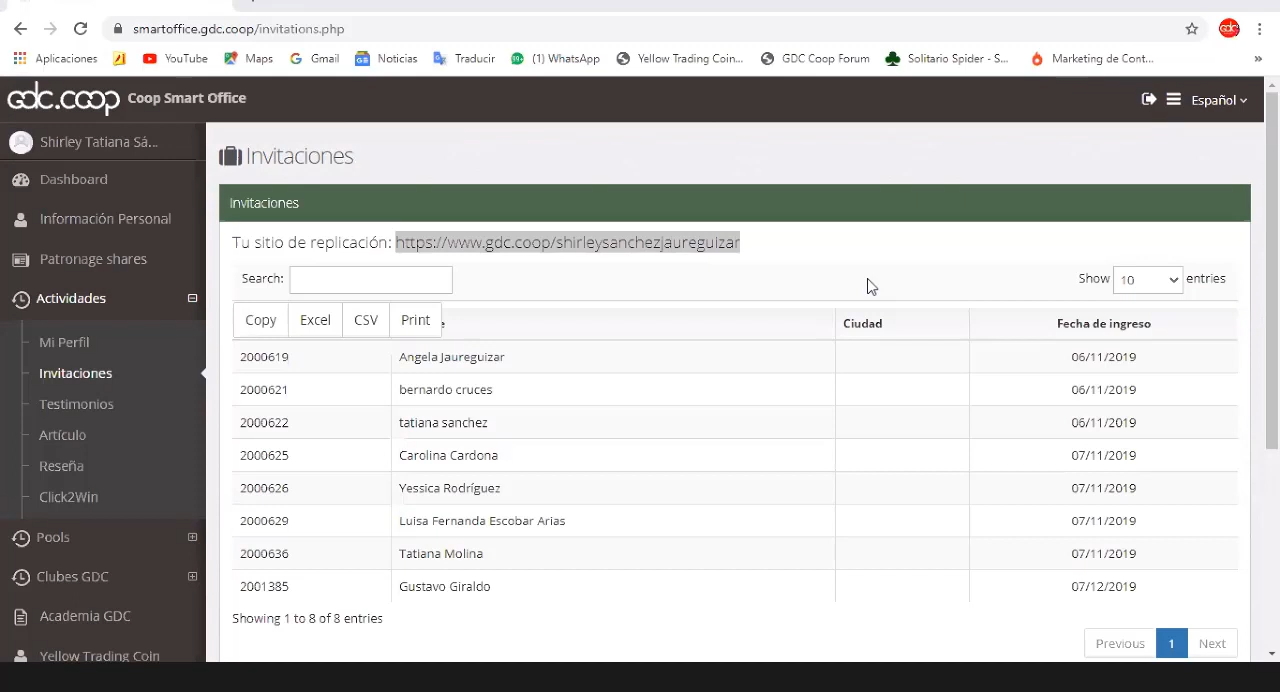 smartoffice.gdc.coop/invitations.php
Aplicaciones YouTube Maps Gmail Noticias Traducir (1) WhatsApp Yellow Trading Coin... GDC Coop Forum Solitario Spider - S... Marketing de Cont... »
gdc.coop Coop Smart Office
Español
Shirley Tatiana Sá...
Dashboard
Información Personal
Patronage shares
Actividades
Mi Perfil
Invitaciones
Testimonios
Artículo
Reseña
Click2Win
Pools
Clubes GDC
Academia GDC
Yellow Trading Coin
Invitaciones
Invitaciones
Tu sitio de replicación: https://www.gdc.coop/shirleysanchezjaureguizar
Search: Show 10 entries
Copy Excel CSV Print Ciudad Fecha de ingreso
2000619 Angela Jaureguizar 06/11/2019
2000621 bernardo cruces 06/11/2019
2000622 tatiana sanchez 06/11/2019
2000625 Carolina Cardona 07/11/2019
2000626 Yessica Rodríguez 07/11/2019
2000629 Luisa Fernanda Escobar Arias 07/11/2019
2000636 Tatiana Molina 07/11/2019
2001385 Gustavo Giraldo 07/12/2019
Showing 1 to 8 of 8 entries
Previous 1 Next